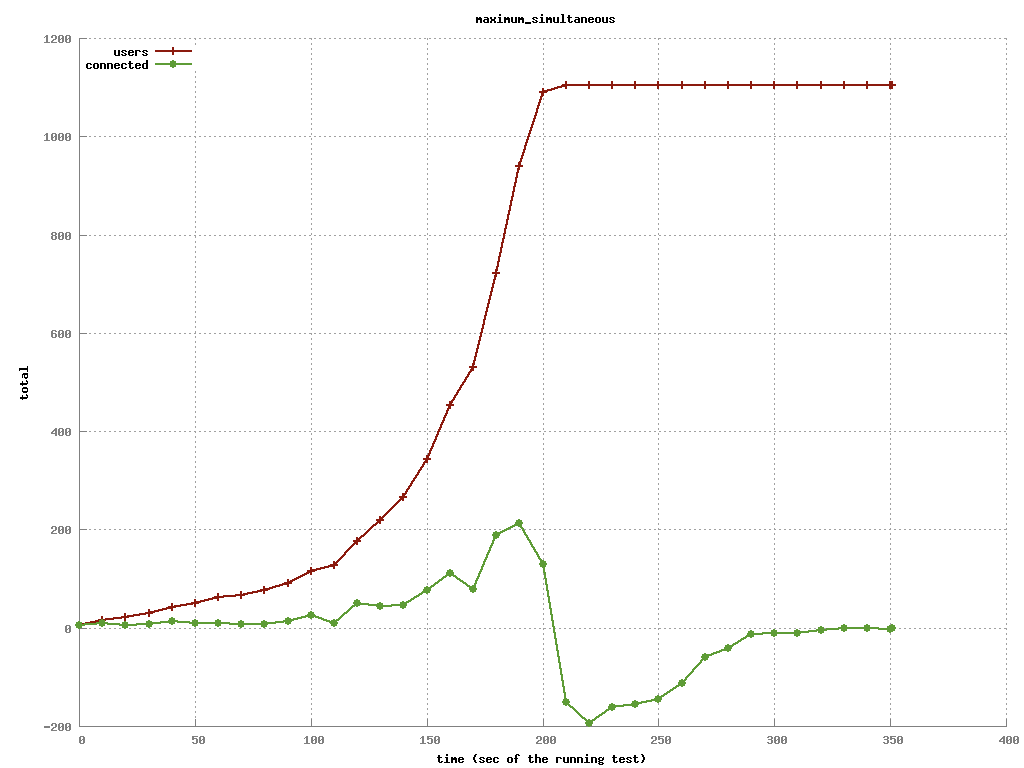 maximum_simultaneous
1200
users
connected
1000
800
600
total
400
200
0
-200
0 50 100 150 200 250 300 350 400
time (sec of the running test)